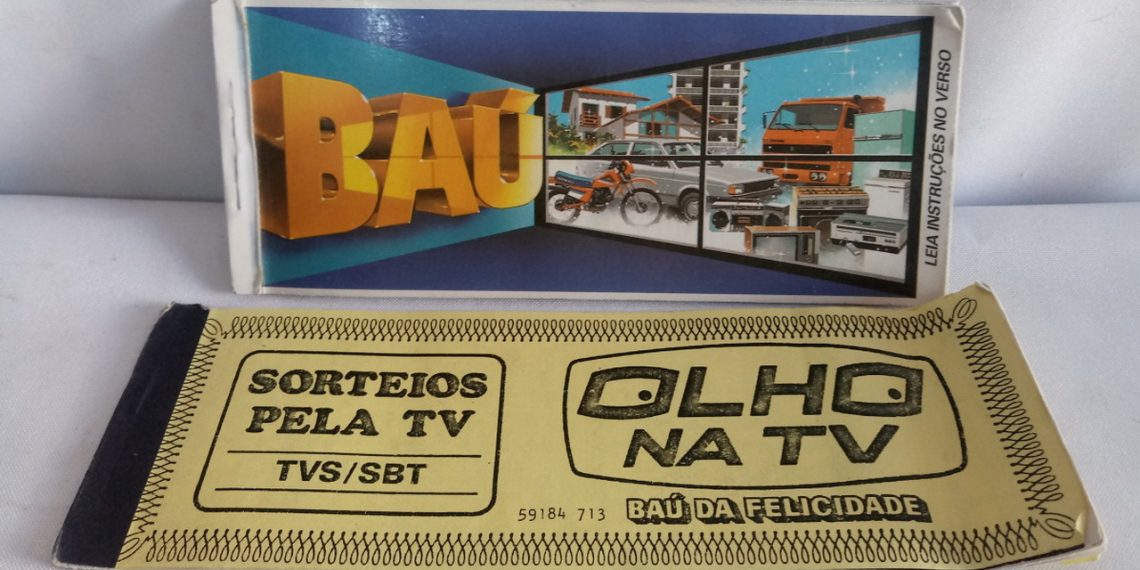 BAÚ
LEIA INSTRUÇÕES NO VERSO
SORTEIOS
PELA TV
TVS/SBT
OLHO
NA TV
59184 713
BAÚ DA FELICIDADE